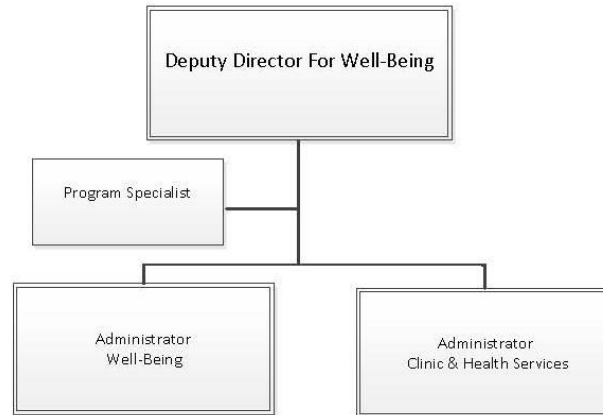 Deputy Director For Well-Being
Program Specialist
Administrator
Well-Being
Administrator
Clinic & Health Services